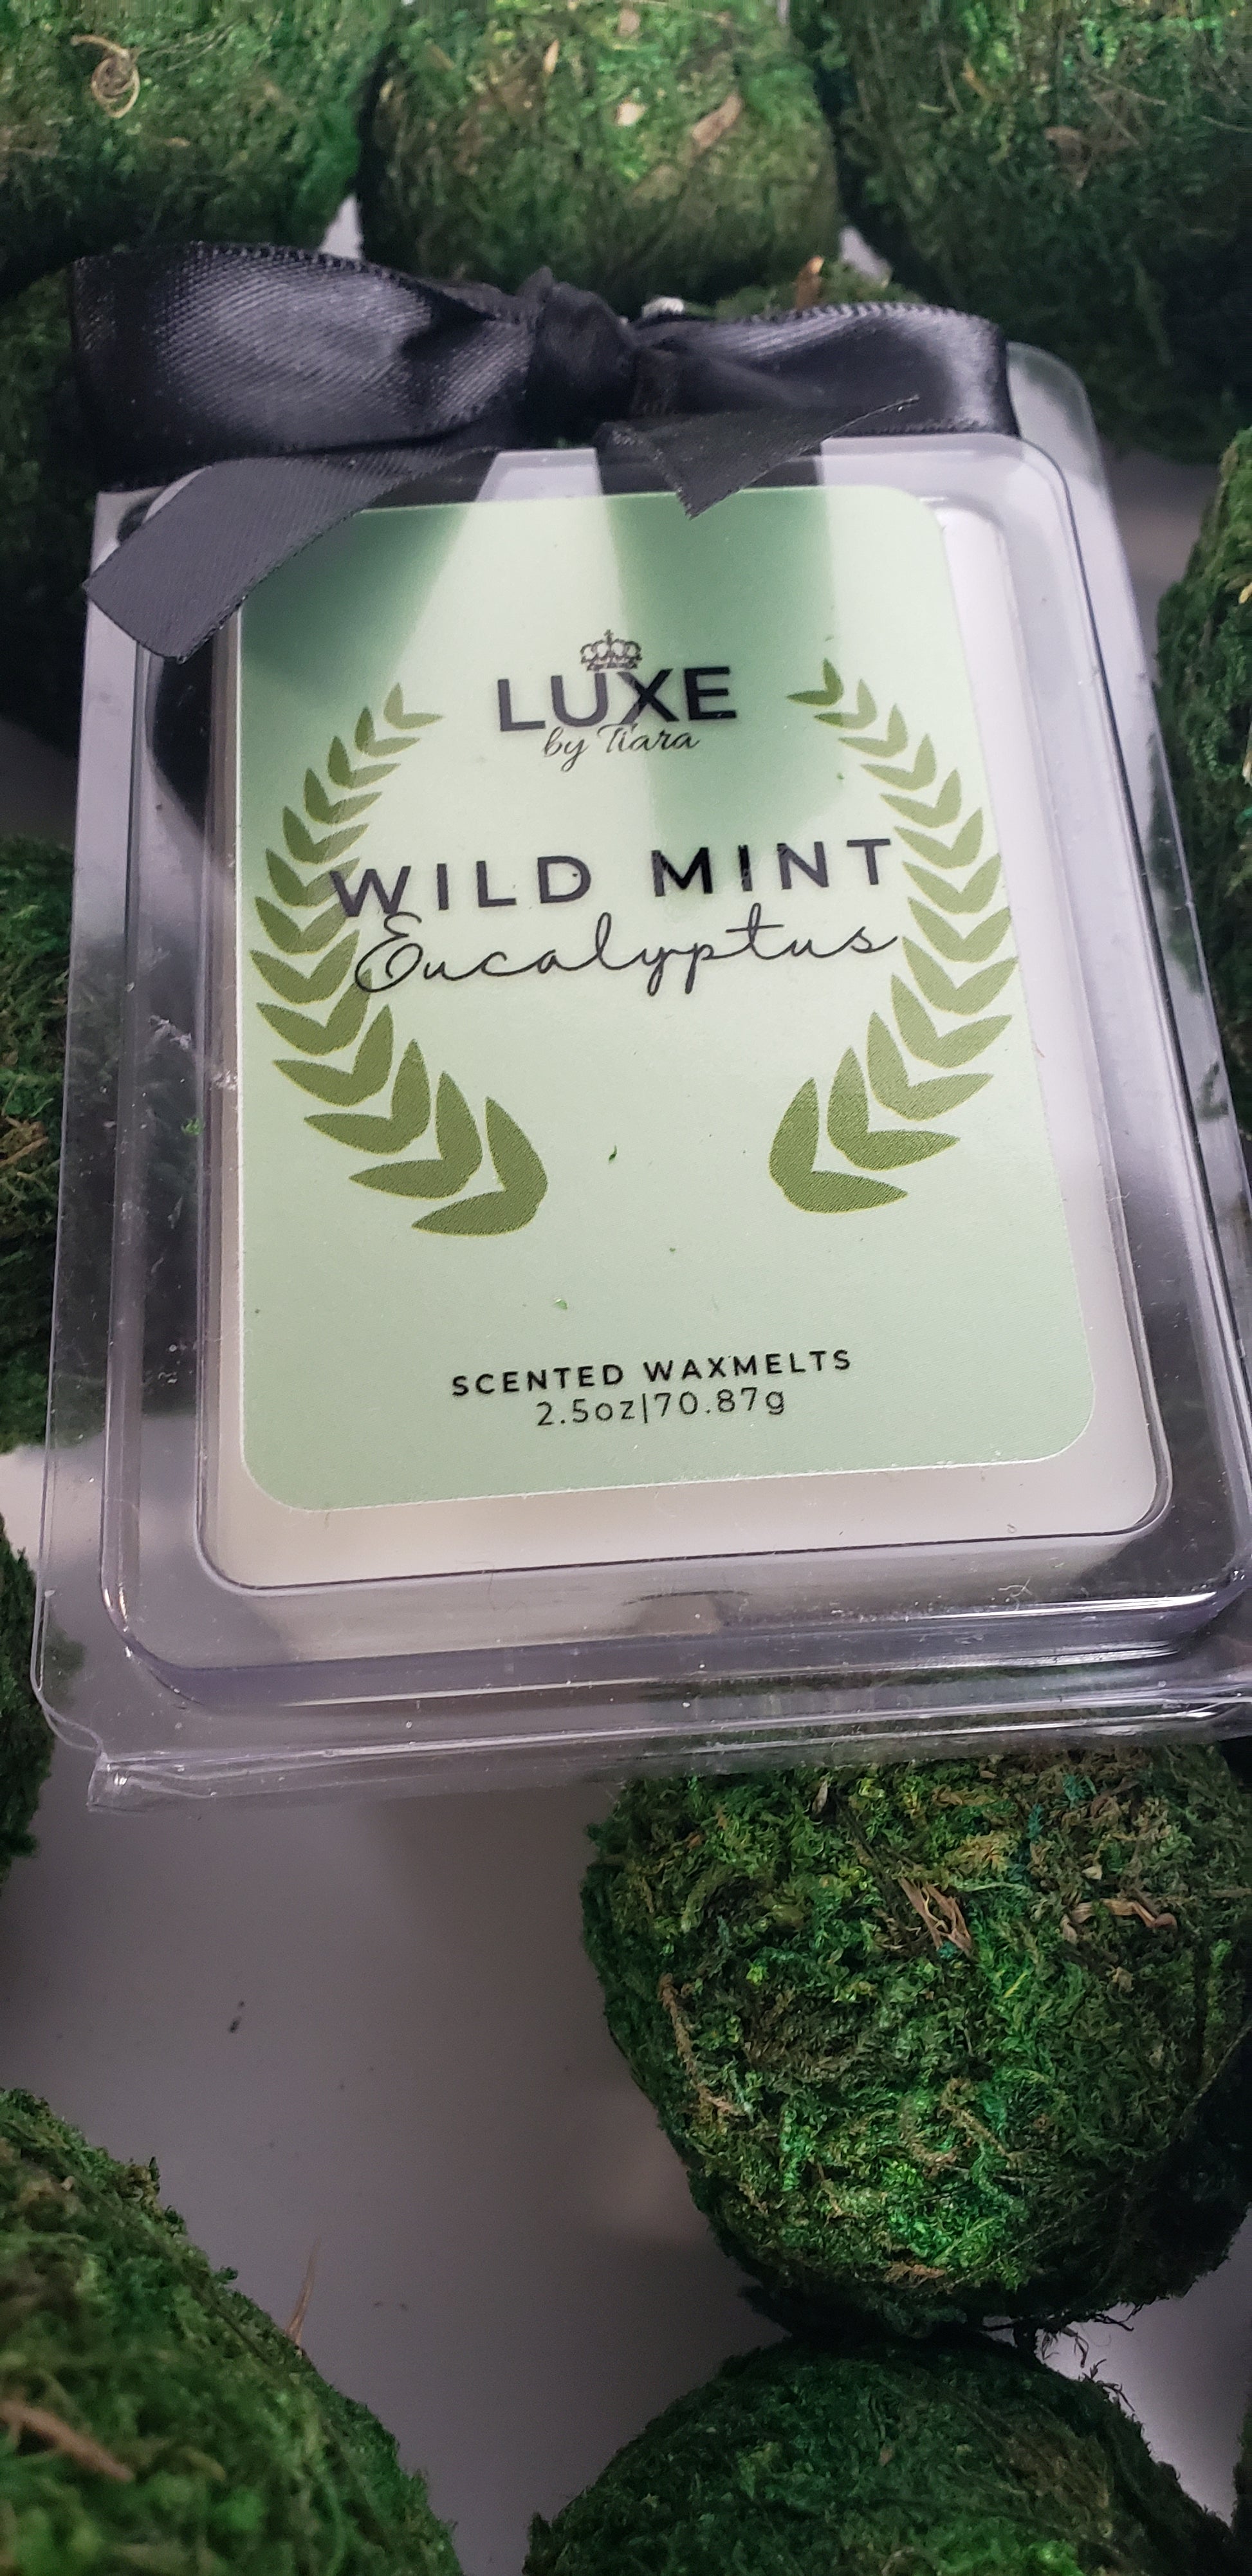 LUXE
by Tiara
WILD MINT
Eucalyptus
SCENTED WAXMELTS
2.5oz|70.87g